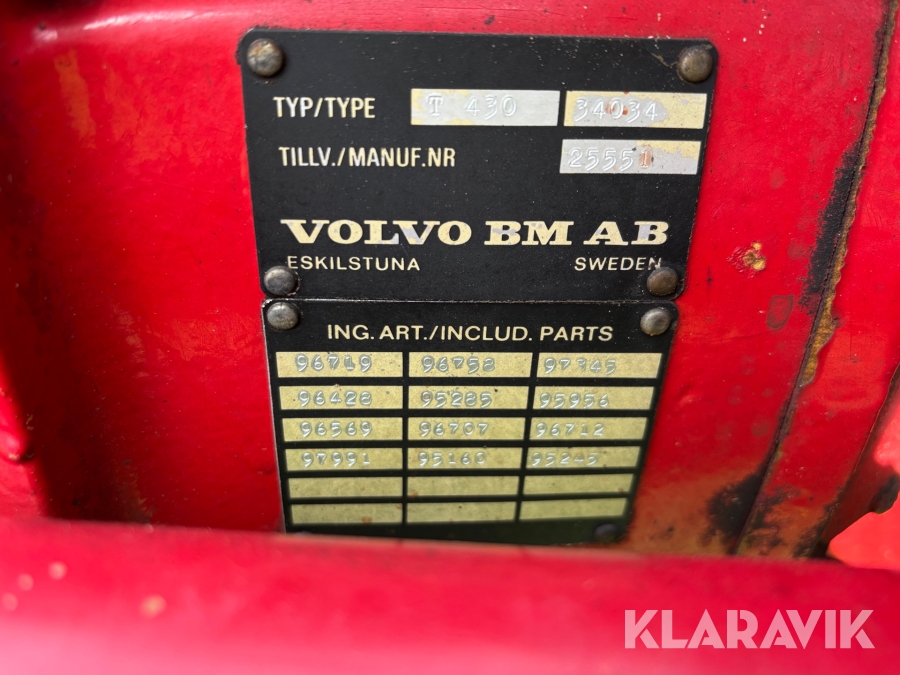 TYP/TYPE T 430 34034
TILLV./MANUF.NR 25551
VOLVO BM AB
ESKILSTUNA SWEDEN
ING. ART./INCLUD. PARTS
96719 96758 97345
96428 95285 95956
96569 96707 96712
97991 95160 95245
KLARAVIK